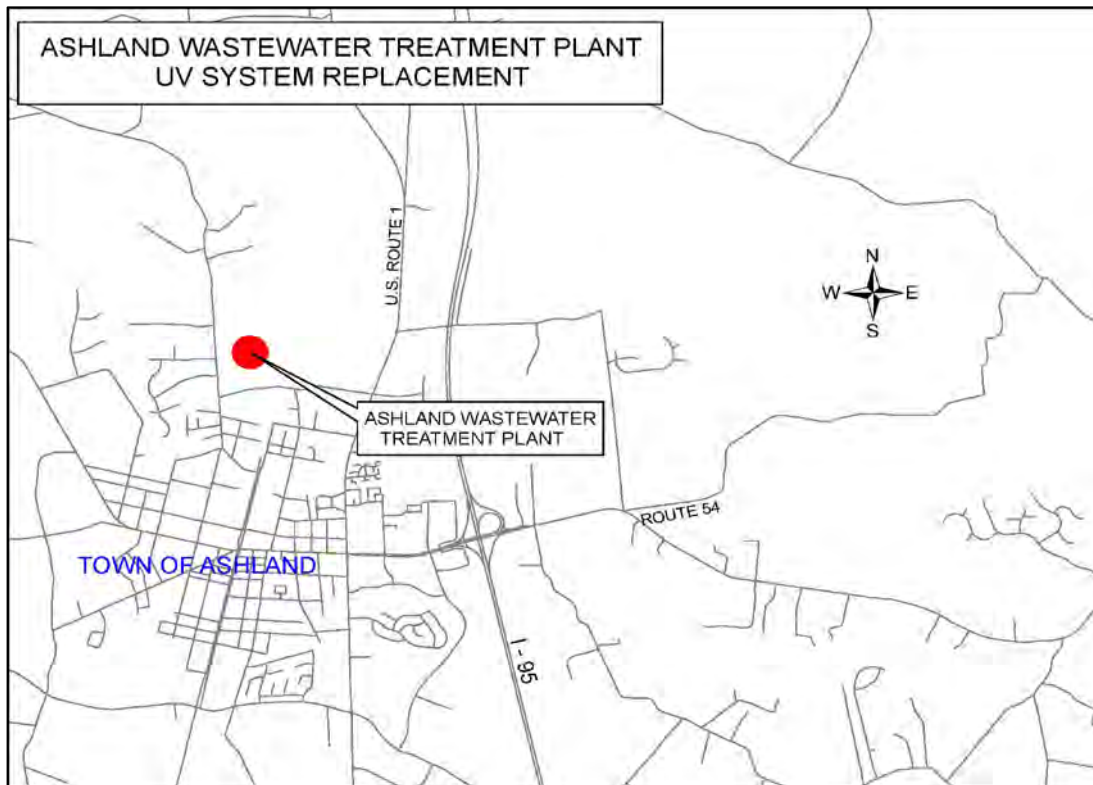 ASHLAND WASTEWATER TREATMENT PLANT
UV SYSTEM REPLACEMENT
U.S. ROUTE 1
N
W
E
S
ASHLAND WASTEWATER
TREATMENT PLANT
ROUTE 54
TOWN OF ASHLAND
I - 95